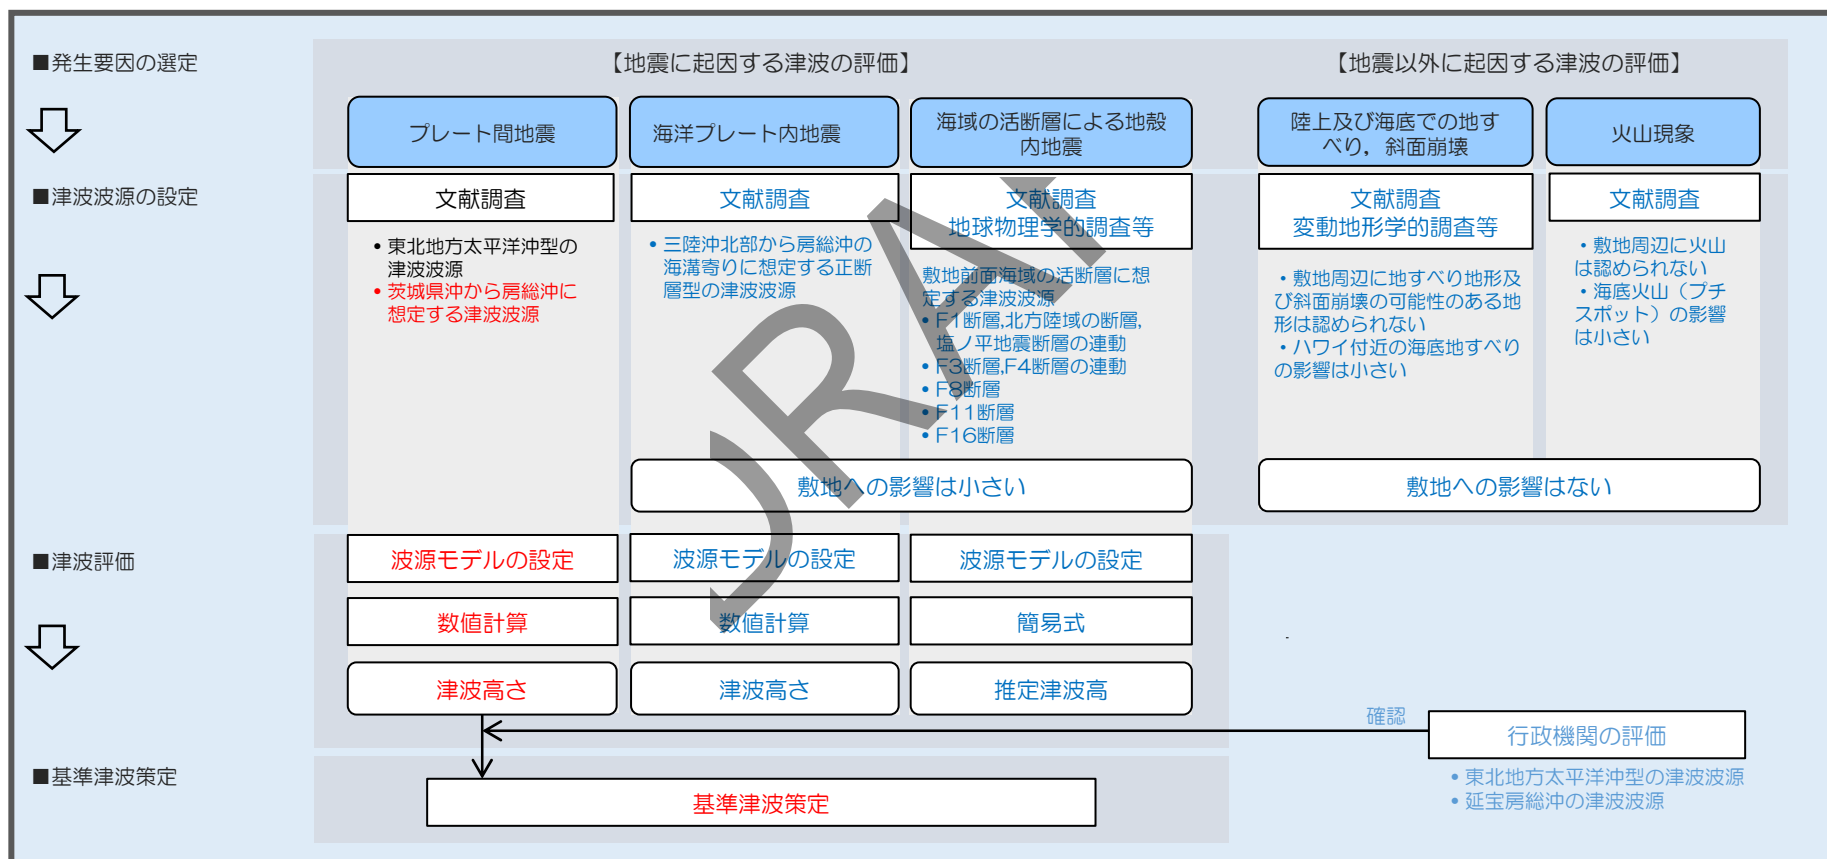 ■発生要因の選定
【地震に起因する津波の評価】
【地震以外に起因する津波の評価】
プレート間地震
海洋プレート内地震
海域の活断層による地殻
内地震
陸上及び海底での地す
べり，斜面崩壊
火山現象
■津波波源の設定
文献調査
• 東北地方太平洋沖型の
津波波源
• 茨城県沖から房総沖に
想定する津波波源
文献調査
• 三陸沖北部から房総沖の
海溝寄りに想定する正断
層型の津波波源
文献調査
地球物理学的調査等
敷地前面海域の活断層に想
定する津波波源
• F1断層,北方陸域の断層,
塩ノ平地震断層の連動
• F3断層,F4断層の連動
• F8断層
• F11断層
• F16断層
敷地への影響は小さい
文献調査
変動地形学的調査等
・敷地周辺に地すべり地形及
び斜面崩壊の可能性のある地
形は認められない
・ハワイ付近の海底地すべり
の影響は小さい
文献調査
・敷地周辺に火山
は認められない
・海底火山（プチ
スポット）の影響
は小さい
敷地への影響はない
■津波評価
波源モデルの設定
波源モデルの設定
波源モデルの設定
数値計算
数値計算
簡易式
津波高さ
津波高さ
推定津波高
確認
行政機関の評価
• 東北地方太平洋沖型の津波波源
• 延宝房総沖の津波波源
■基準津波策定
基準津波策定
DRAF